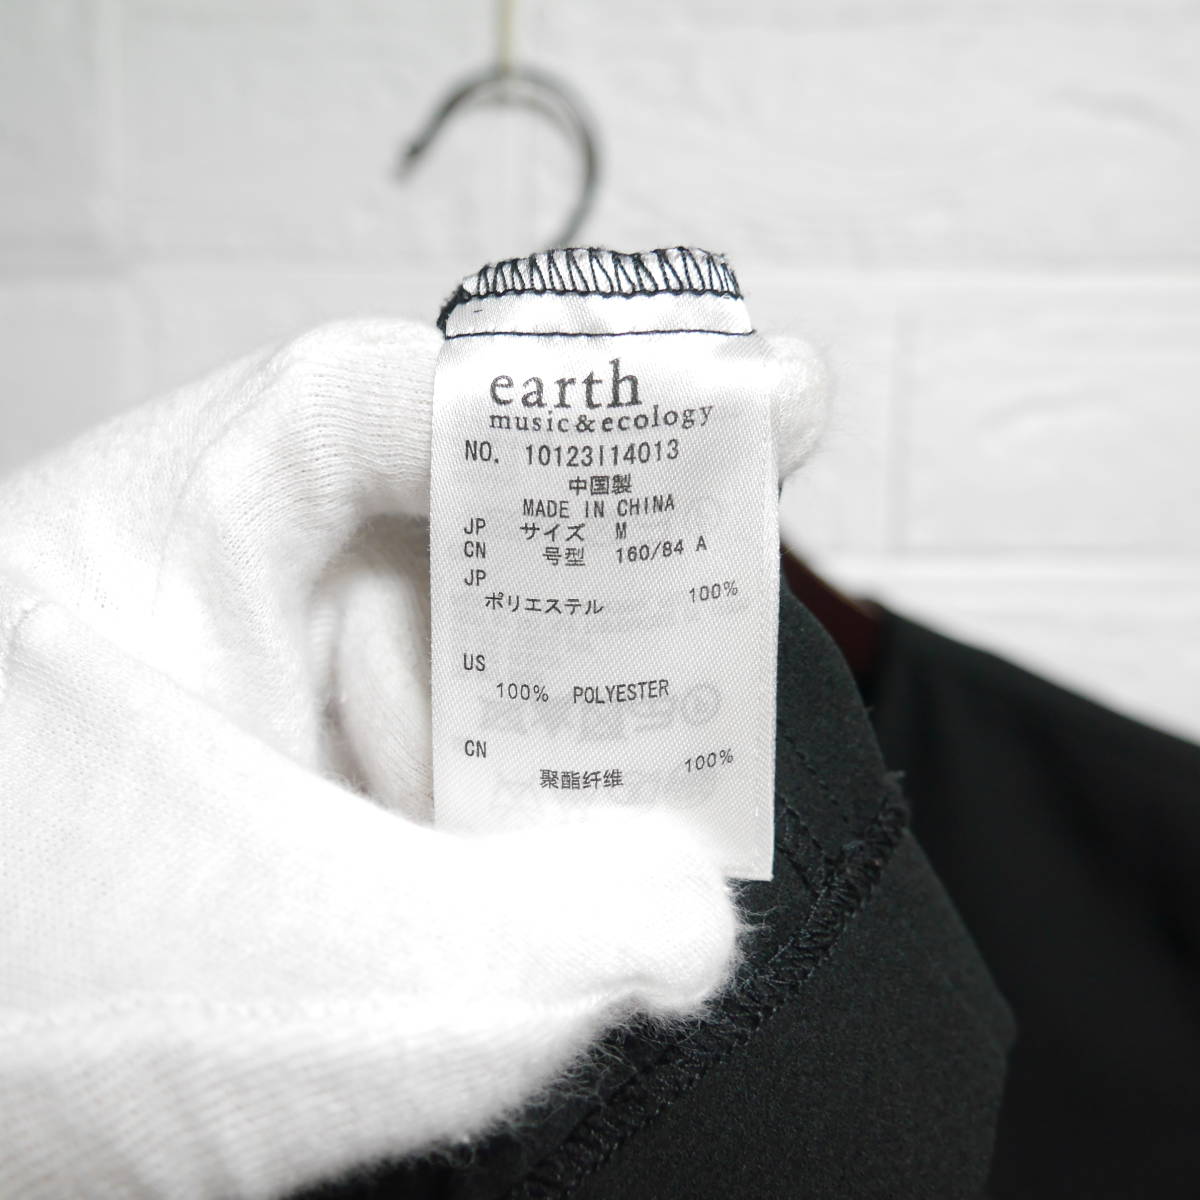 earth
music&ecology
NO. 10123I14013
中国製
MADE IN CHINA
JP サイズ M
CN 号型 160/84 A
JP
ポリエステル 100%
US
100% POLYESTER
CN
聚酯纤维 100%